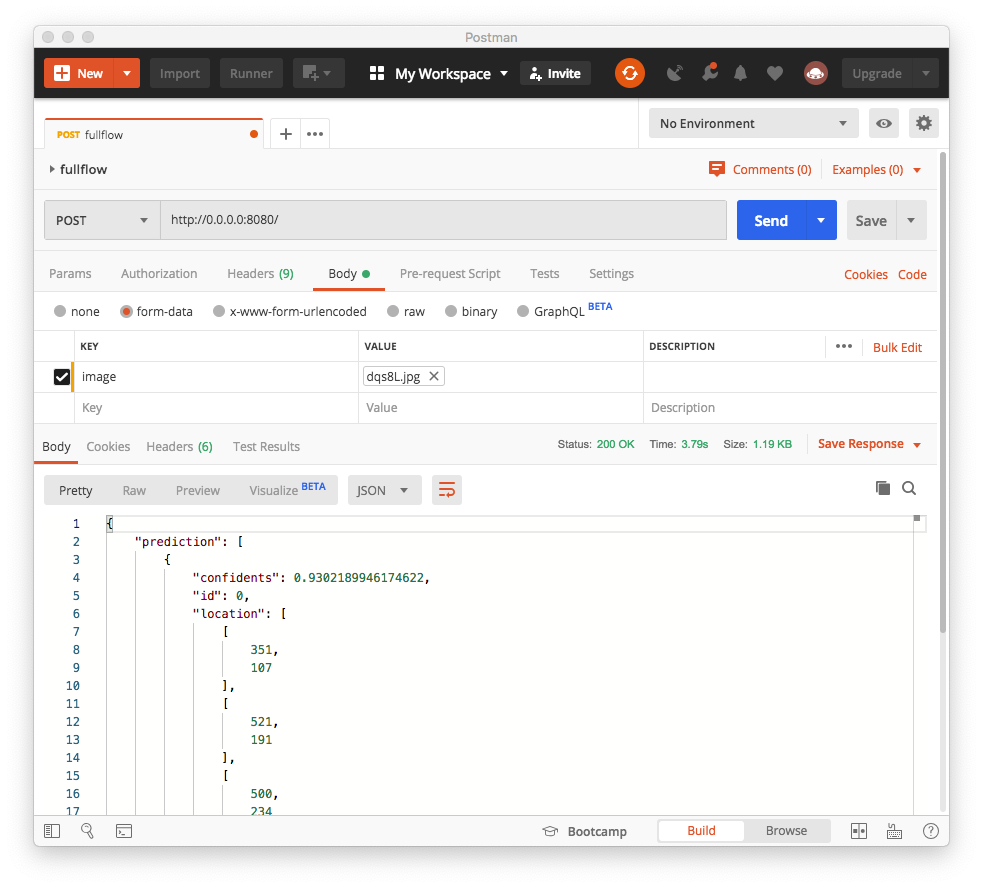 Postman
New Import Runner My Workspace Invite Upgrade
POST fullflow + ••• No Environment
fullflow Comments (0) Examples (0)
POST http://0.0.0.0:8080/ Send Save
Params Authorization Headers (9) Body Pre-request Script Tests Settings Cookies Code
none form-data x-www-form-urlencoded raw binary GraphQL BETA
KEY VALUE DESCRIPTION ••• Bulk Edit
image dqs8L.jpg ✕
Key Value Description
Body Cookies Headers (6) Test Results Status: 200 OK Time: 3.79s Size: 1.19 KB Save Response
Pretty Raw Preview Visualize BETA JSON
1 {
2 "prediction": [
3 {
4 "confidents": 0.9302189946174622,
5 "id": 0,
6 "location": [
7 [
8 351,
9 107
10 ],
11 [
12 521,
13 191
14 ],
15 [
16 500,
17 234
Bootcamp Build Browse ?